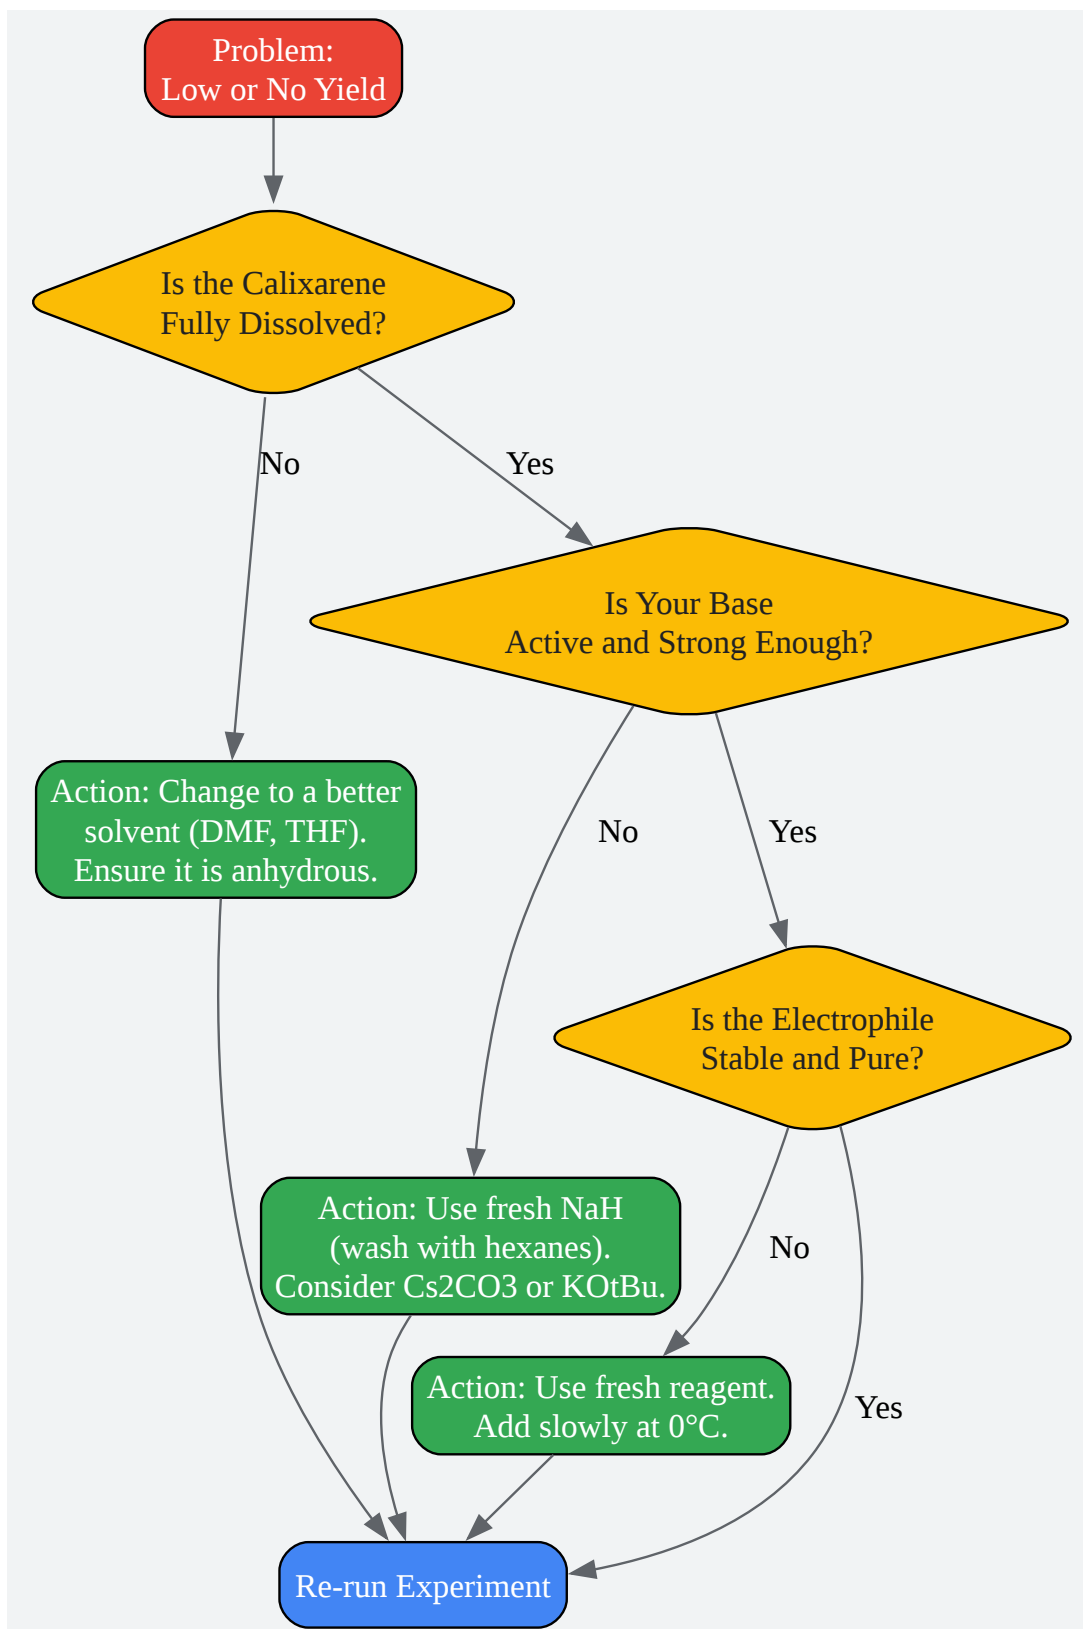 Problem:
Low or No Yield
Is the Calixarene
Fully Dissolved?
No
Yes
Is Your Base
Active and Strong Enough?
Action: Change to a better
solvent (DMF, THF).
Ensure it is anhydrous.
No
Yes
Is the Electrophile
Stable and Pure?
Action: Use fresh NaH
(wash with hexanes).
Consider Cs2CO3 or KOtBu.
No
Action: Use fresh reagent.
Add slowly at 0°C.
Yes
Re-run Experiment